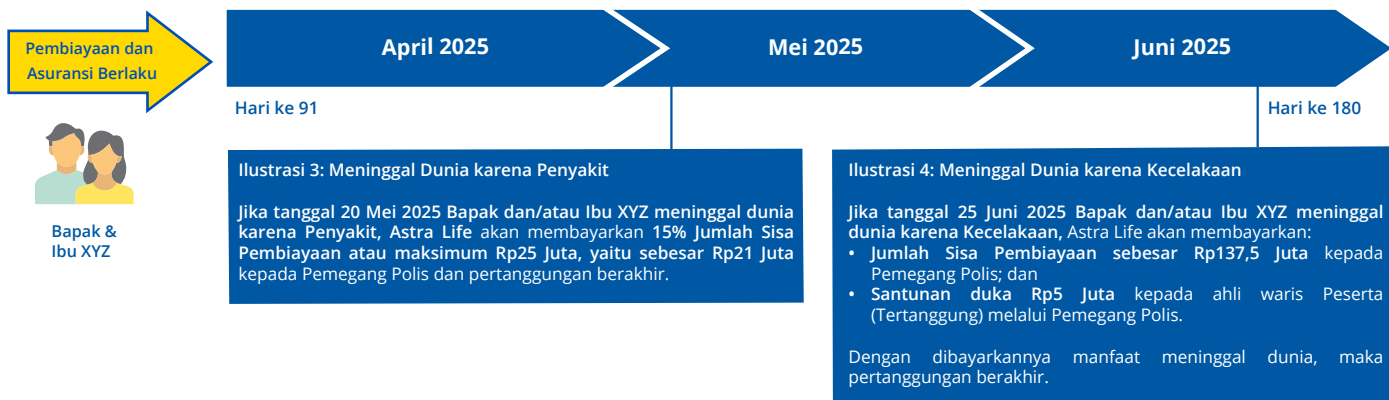 Pembiayaan dan
Asuransi Berlaku
April 2025
Mei 2025
Juni 2025
Hari ke 91
Hari ke 180
Bapak &
Ibu XYZ
Ilustrasi 3: Meninggal Dunia karena Penyakit
Jika tanggal 20 Mei 2025 Bapak dan/atau Ibu XYZ meninggal dunia
karena Penyakit, Astra Life akan membayarkan 15% Jumlah Sisa
Pembiayaan atau maksimum Rp25 Juta, yaitu sebesar Rp21 Juta
kepada Pemegang Polis dan pertanggungan berakhir.
Ilustrasi 4: Meninggal Dunia karena Kecelakaan
Jika tanggal 25 Juni 2025 Bapak dan/atau Ibu XYZ meninggal
dunia karena Kecelakaan, Astra Life akan membayarkan:
• Jumlah Sisa Pembiayaan sebesar Rp137,5 Juta kepada
Pemegang Polis; dan
• Santunan duka Rp5 Juta kepada ahli waris Peserta
(Tertanggung) melalui Pemegang Polis.
Dengan dibayarkannya manfaat meninggal dunia, maka
pertanggungan berakhir.